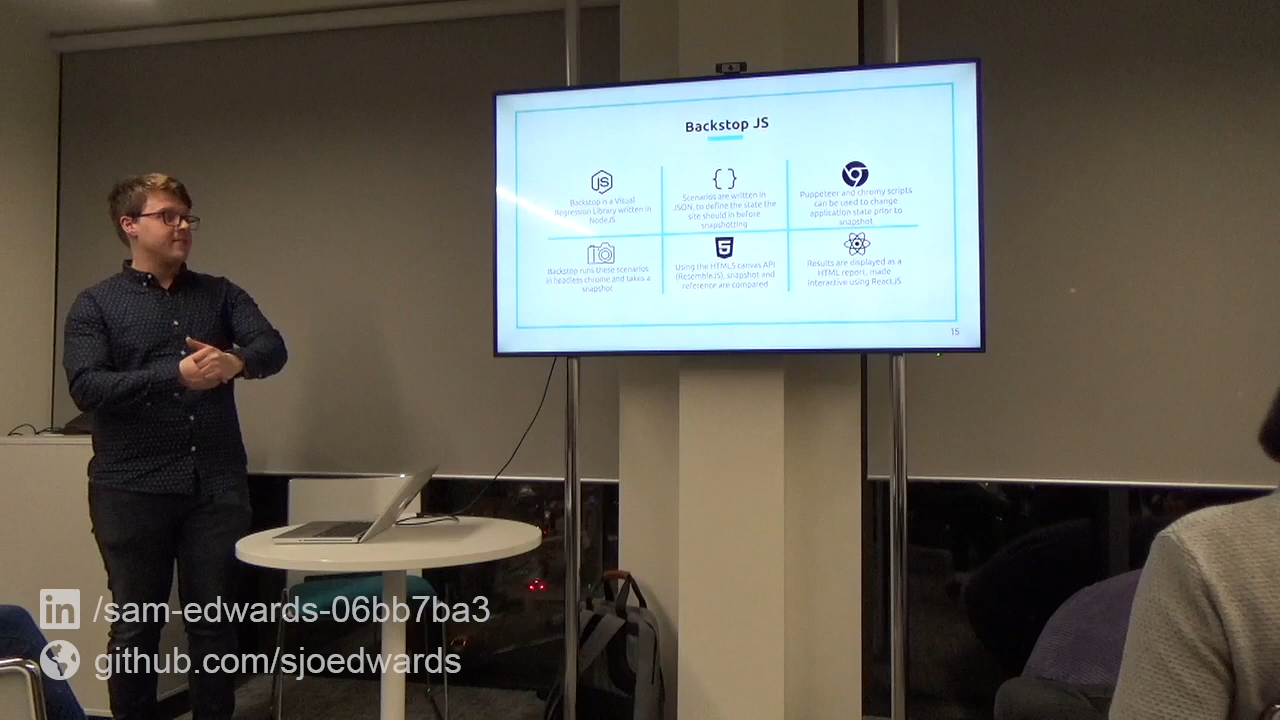 Backstop JS
JS
Backstop is a Visual
Regression Library written in
NodeJS
{ }
Scenarios are written in
JSON, to define the state the
site should in before
snapshotting
Puppeteer and chromy scripts
can be used to change
application state prior to
snapshot
Backstop runs these scenarios
in headless chrome and takes a
snapshot
5
Using the HTML5 canvas API
(ResembleJS), snapshot and
reference are compared
Results are displayed as a
HTML report, made
interactive using ReactJS
15
in /sam-edwards-06bb7ba3
github.com/sjoedwards